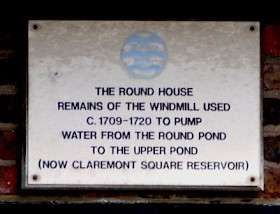 THE ROUND HOUSE
REMAINS OF THE WINDMILL USED
C. 1709-1720 TO PUMP
WATER FROM THE ROUND POND
TO THE UPPER POND
(NOW CLAREMONT SQUARE RESERVOIR)